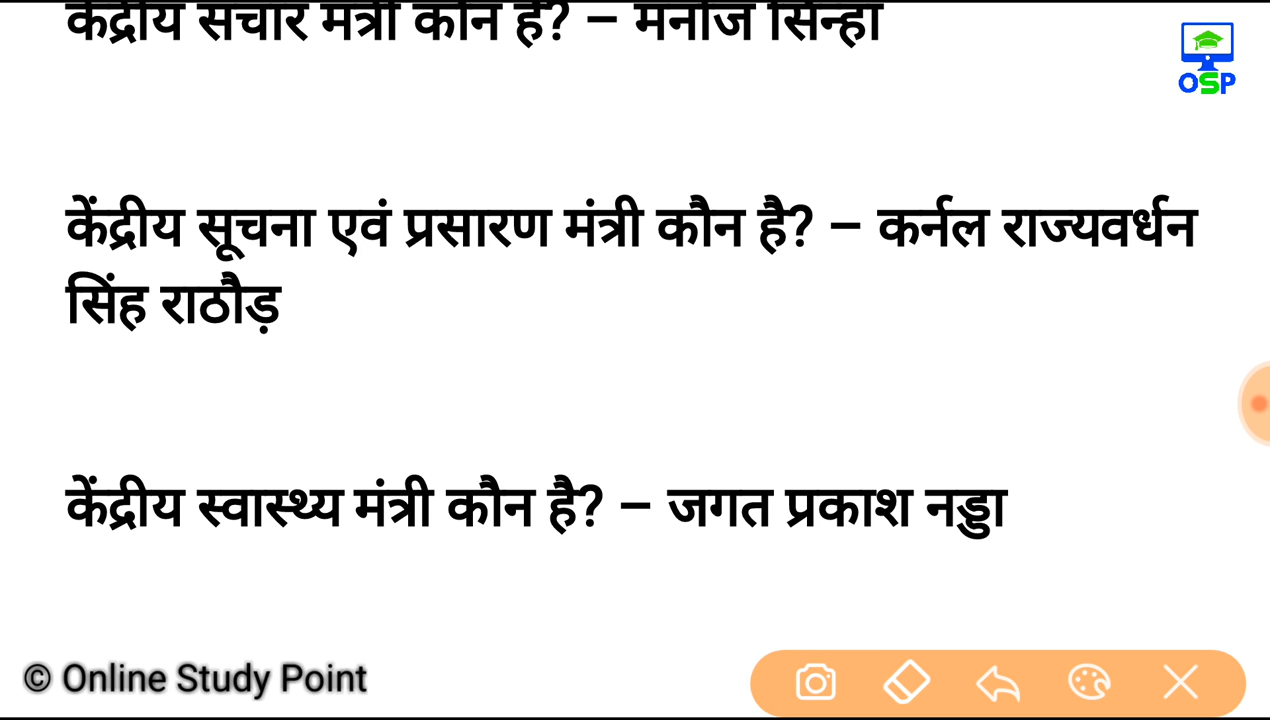 केंद्रीय संचार मंत्री कौन है? – मनोज सिन्हा
OSP
केंद्रीय सूचना एवं प्रसारण मंत्री कौन है? – कर्नल राज्यवर्धन
सिंह राठौड़
केंद्रीय स्वास्थ्य मंत्री कौन है? – जगत प्रकाश नड्डा
© Online Study Point